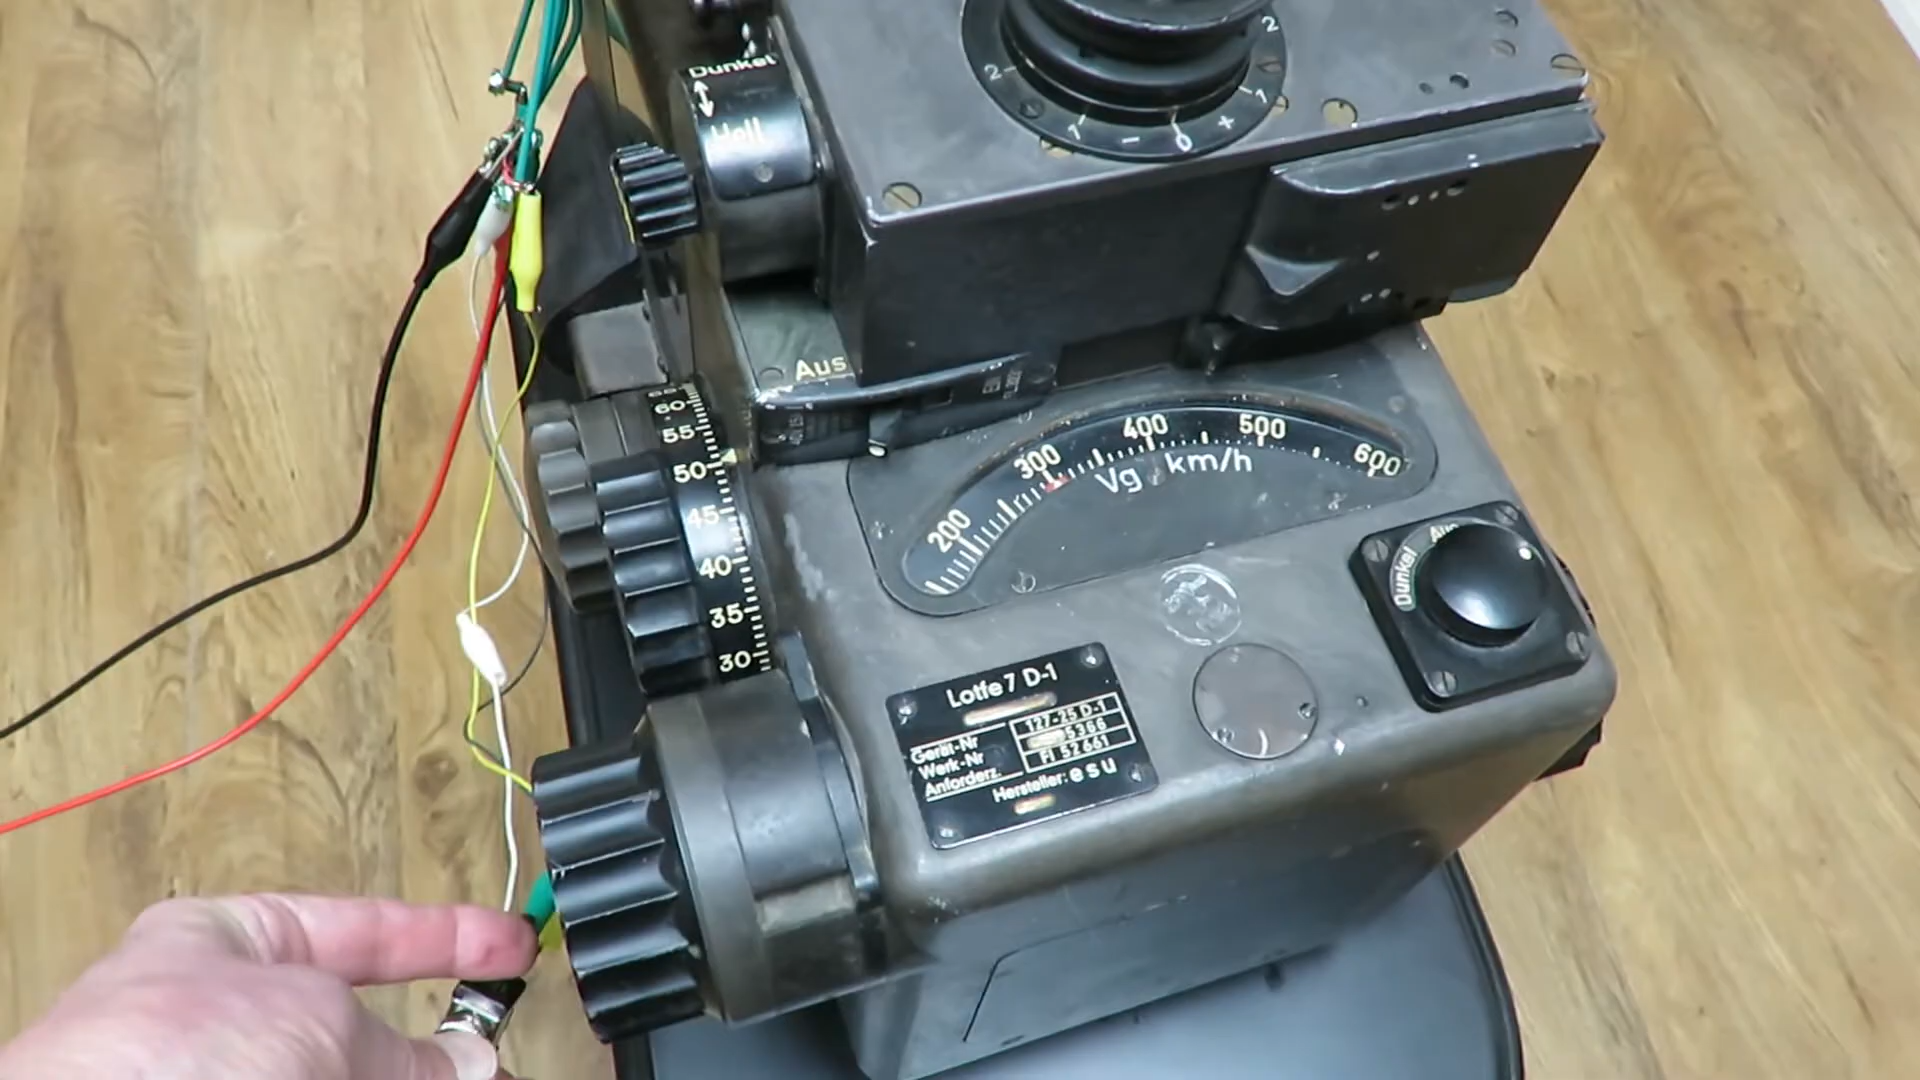 Dunkel
Hell
2
1
-
0
+
1
2
Aus
60
55
50
45
40
35
30
200
300
400
500
600
Vg km/h
Dunkel
Aus
Lotfe 7 D-1
Gerät-Nr 127-25 D-1
Werk-Nr 5366
Anforderz. Fl 52661
Hersteller: esu